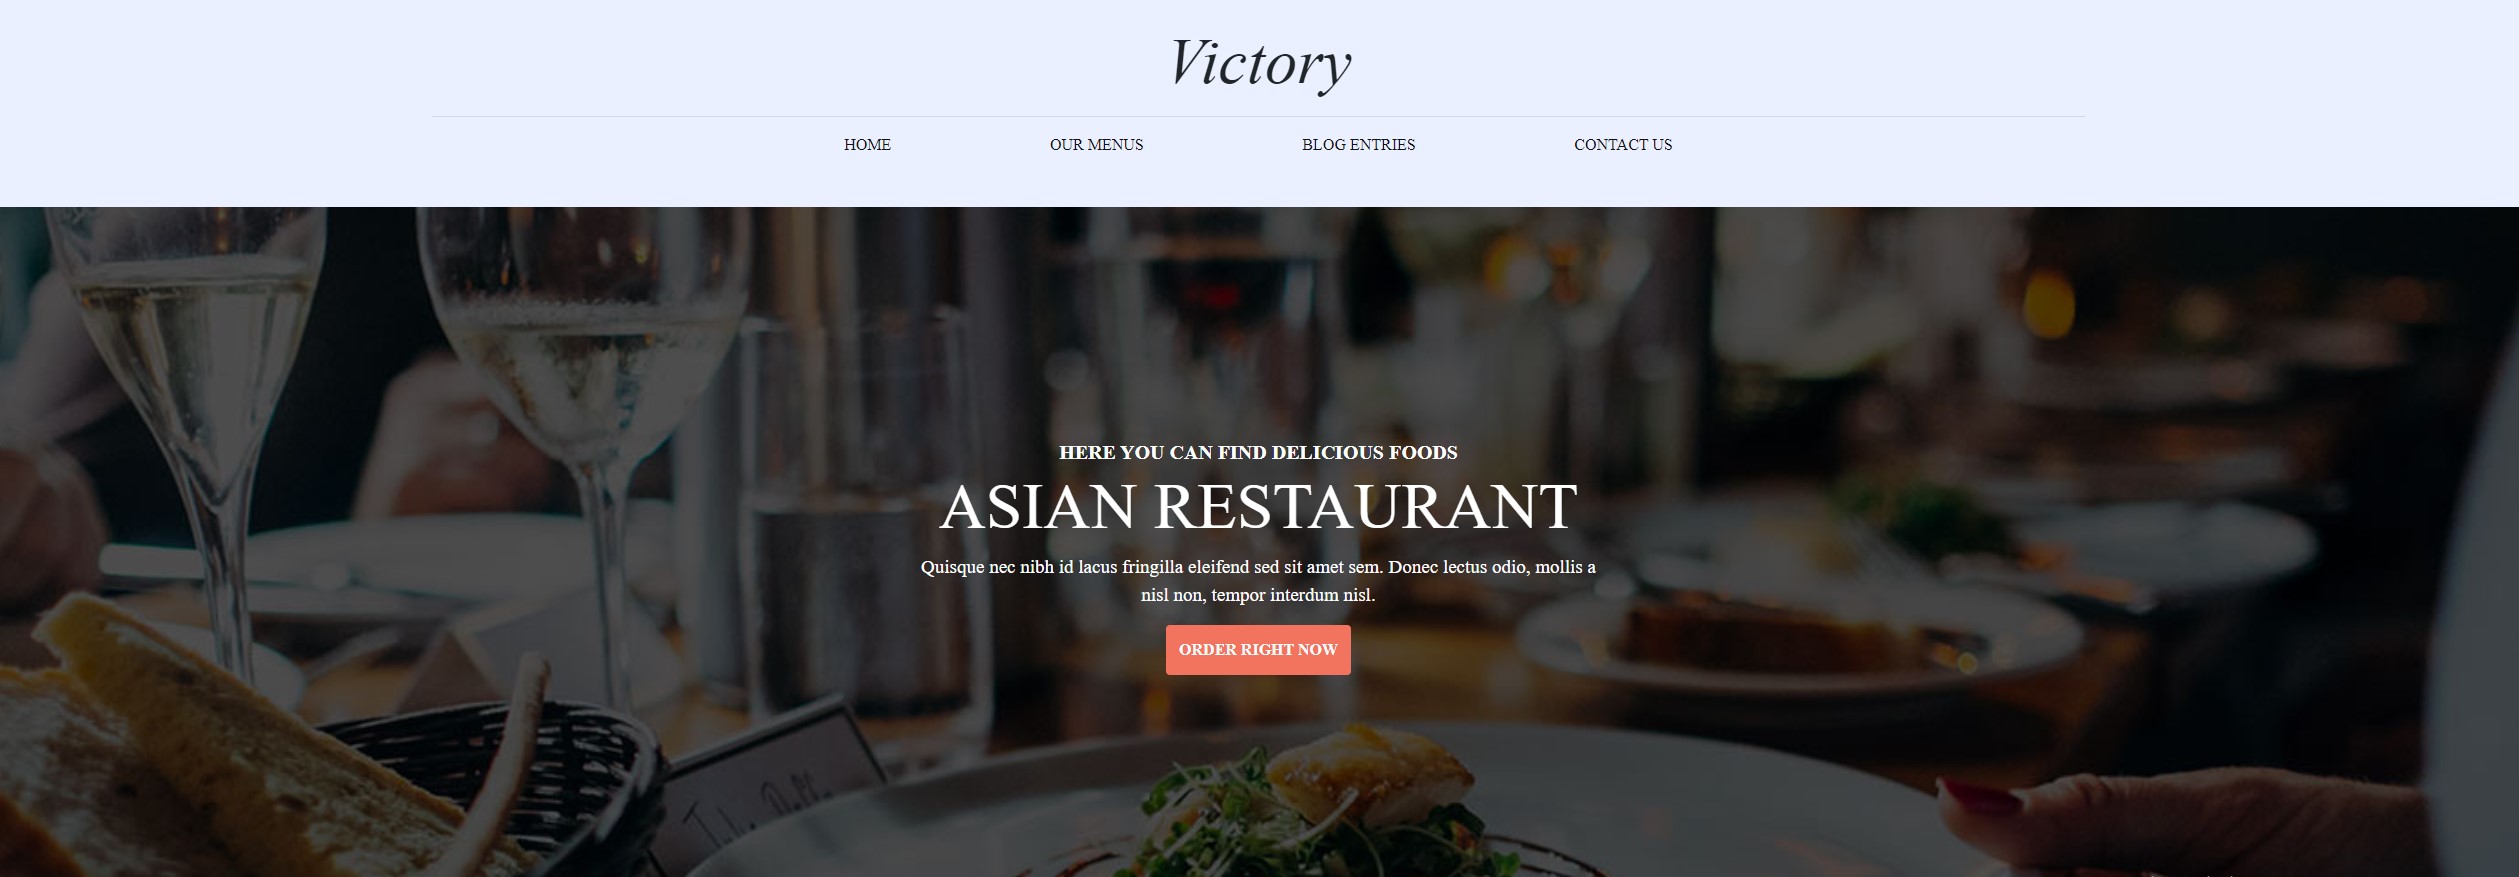 Victory
HOME OUR MENUS BLOG ENTRIES CONTACT US
HERE YOU CAN FIND DELICIOUS FOODS
ASIAN RESTAURANT
Quisque nec nibh id lacus fringilla eleifend sed sit amet sem. Donec lectus odio, mollis a
nisl non, tempor interdum nisl.
ORDER RIGHT NOW